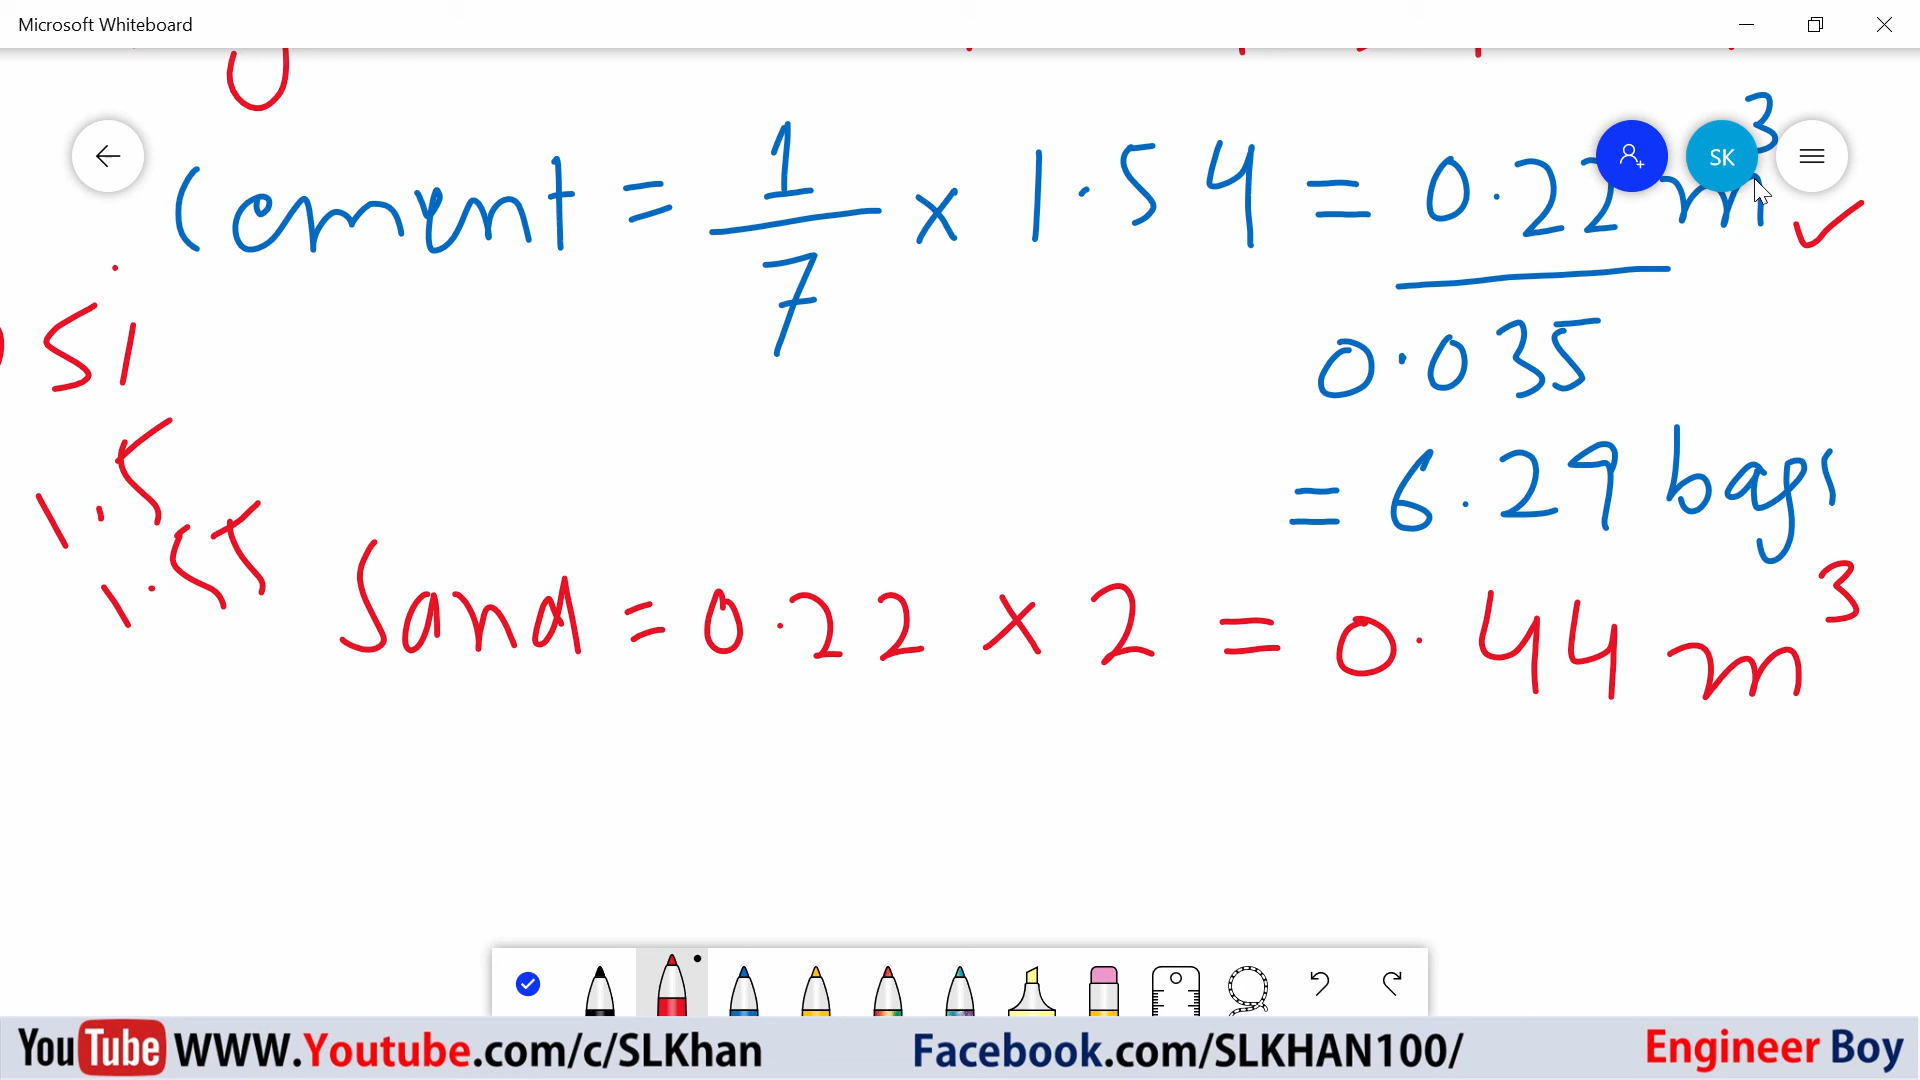 Microsoft Whiteboard
Cement = 1/7 x 1.54 = 0.22 m³ ✓
0.035
= 6.29 bags
51
1.5
1.55
Sand = 0.22 x 2 = 0.44 m³
SK
YouTube WWW.Youtube.com/c/SLKhan
Facebook.com/SLKHAN100/
Engineer Boy